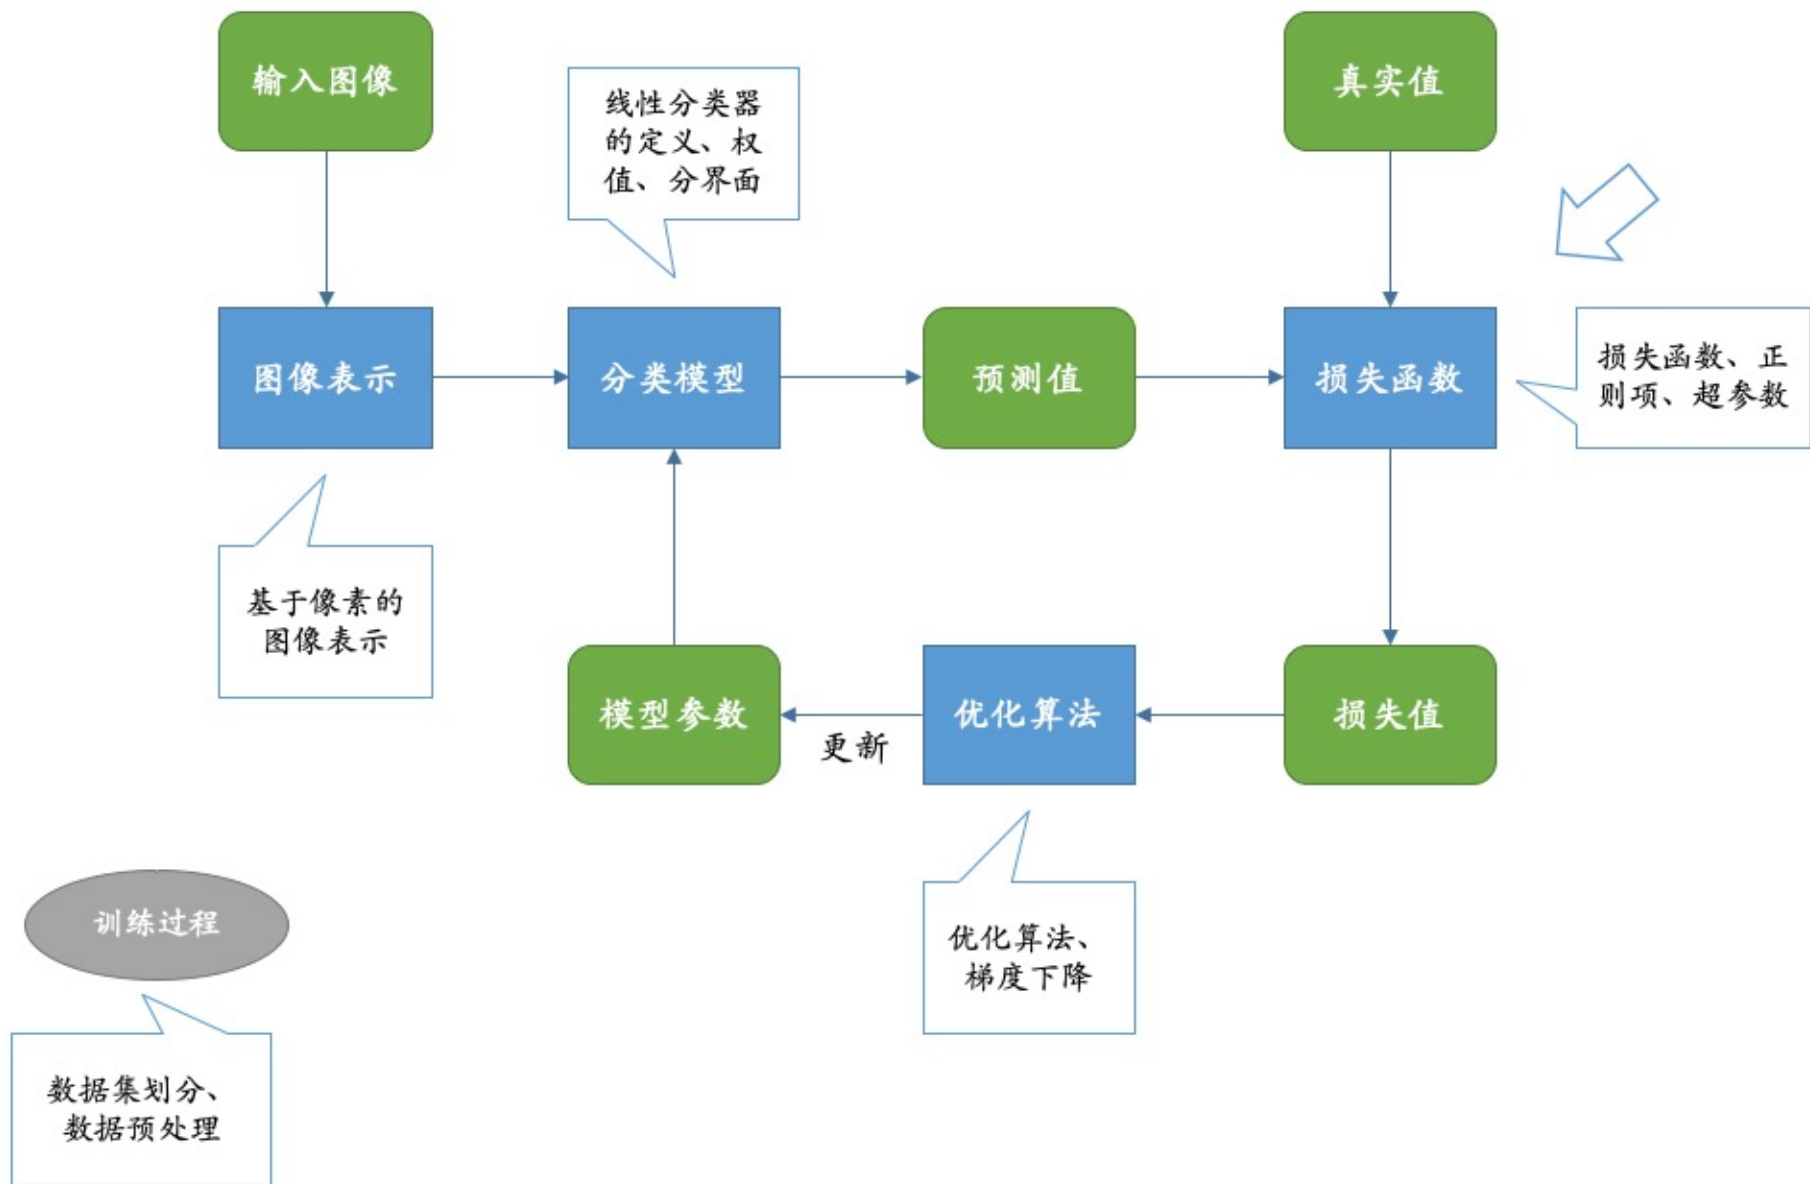 输入图像
线性分类器
的定义、权
值、分界面
真实值
图像表示
分类模型
预测值
损失函数
损失函数、正
则项、超参数
基于像素的
图像表示
模型参数
更新
优化算法
损失值
训练过程
优化算法、
梯度下降
数据集划分、
数据预处理